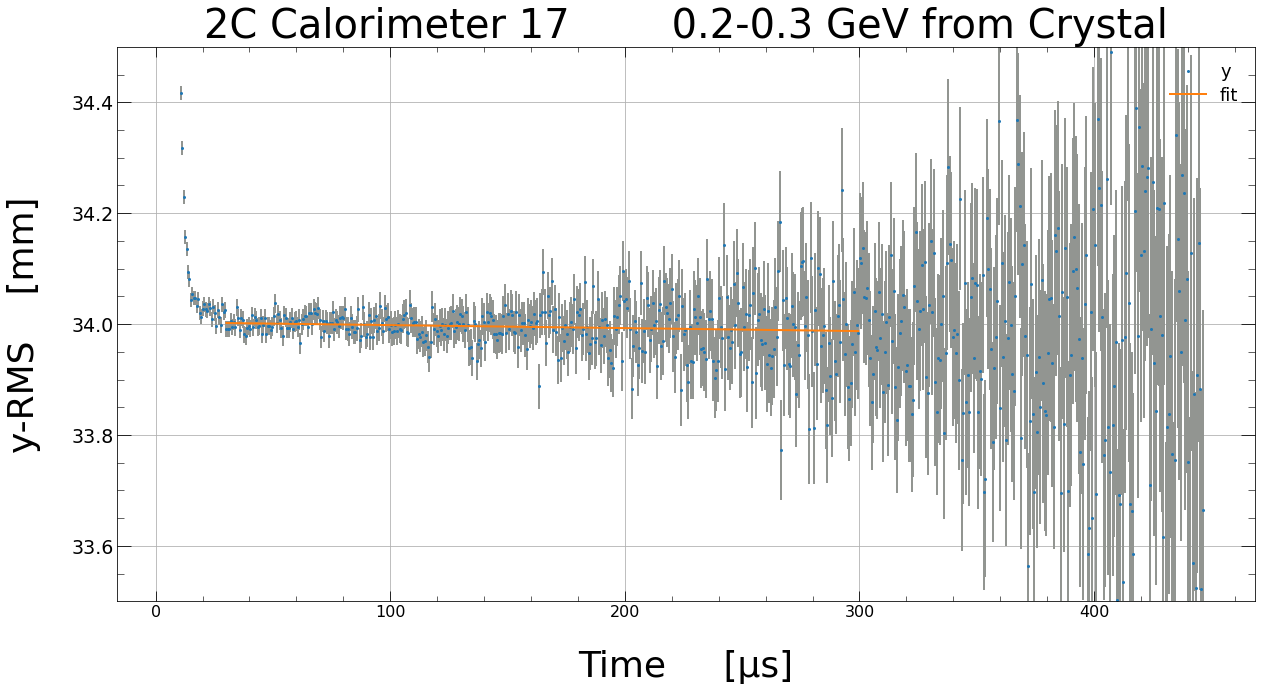 2C Calorimeter 17 0.2-0.3 GeV from Crystal
y
fit
y-RMS [mm]
34.4
34.2
34.0
33.8
33.6
0 100 200 300 400
Time [μs]